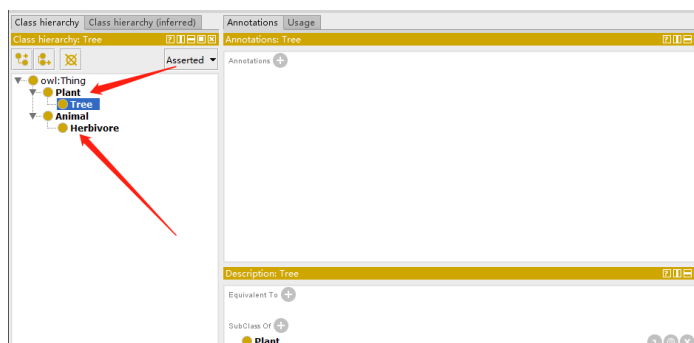 Class hierarchy Class hierarchy (inferred)
Class hierarchy: Tree
Asserted
owl:Thing
Plant
Tree
Animal
Herbivore
Annotations Usage
Annotations: Tree
Annotations
Description: Tree
Equivalent To
SubClass Of
Plant